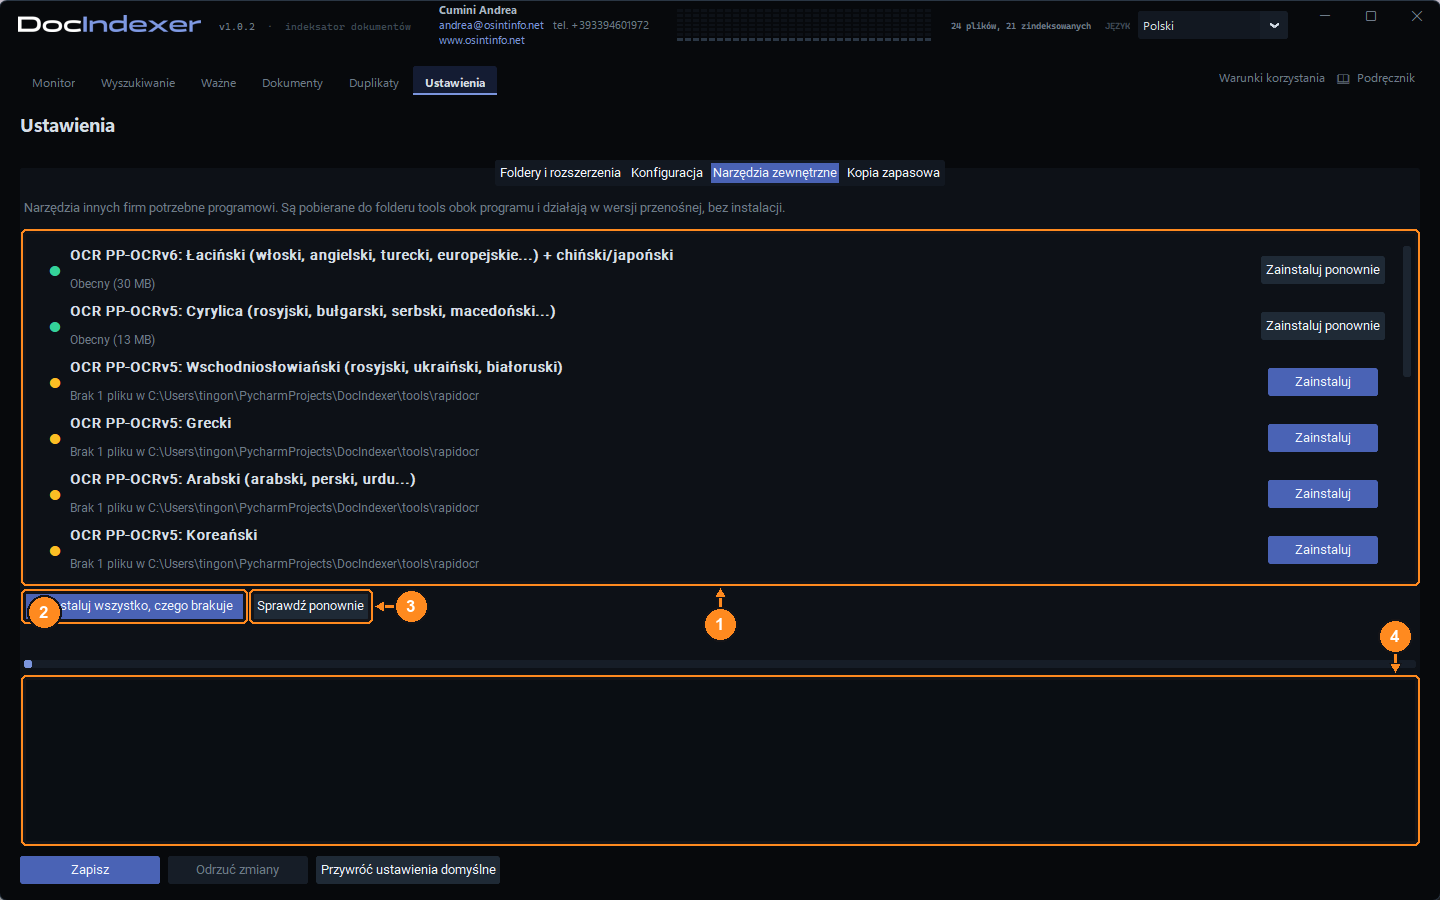 DocIndexer v1.0.2 · indeksator dokumentów
Cumini Andrea
andrea@osintinfo.net tel. +393394601972
www.osintinfo.net
24 plików, 21 zindeksowanych
JĘZYK
Polski
Monitor
Wyszukiwanie
Ważne
Dokumenty
Duplikaty
Ustawienia
Warunki korzystania
Podręcznik
Ustawienia
Foldery i rozszerzenia
Konfiguracja
Narzędzia zewnętrzne
Kopia zapasowa
Narzędzia innych firm potrzebne programowi. Są pobierane do folderu tools obok programu i działają w wersji przenośnej, bez instalacji.
OCR PP-OCRv6: Łaciński (włoski, angielski, turecki, europejskie...) + chiński/japoński
Obecny (30 MB)
Zainstaluj ponownie
OCR PP-OCRv5: Cyrylica (rosyjski, bułgarski, serbski, macedoński...)
Obecny (13 MB)
Zainstaluj ponownie
OCR PP-OCRv5: Wschodniosłowiański (rosyjski, ukraiński, białoruski)
Brak 1 pliku w C:\Users\tingon\PycharmProjects\DocIndexer\tools\rapidocr
Zainstaluj
OCR PP-OCRv5: Grecki
Brak 1 pliku w C:\Users\tingon\PycharmProjects\DocIndexer\tools\rapidocr
Zainstaluj
OCR PP-OCRv5: Arabski (arabski, perski, urdu...)
Brak 1 pliku w C:\Users\tingon\PycharmProjects\DocIndexer\tools\rapidocr
Zainstaluj
OCR PP-OCRv5: Koreański
Brak 1 pliku w C:\Users\tingon\PycharmProjects\DocIndexer\tools\rapidocr
Zainstaluj
2
wszystko, czego brakuje
Sprawdź ponownie
3
1
4
Zapisz
Odrzuć zmiany
Przywróć ustawienia domyślne